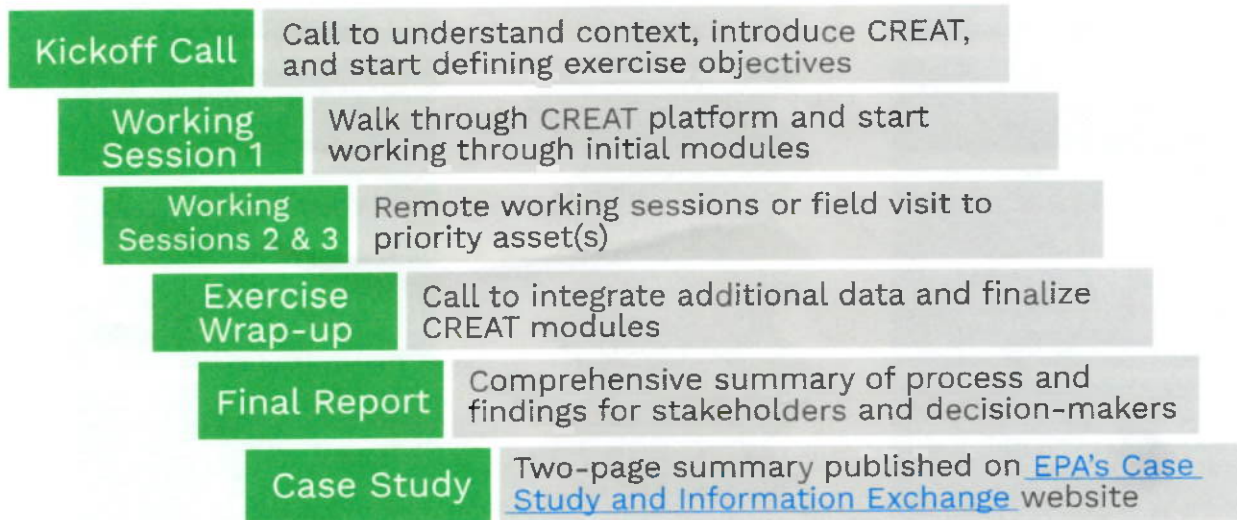 Kickoff Call
Call to understand context, introduce CREAT,
and start defining exercise objectives
Working
Session 1
Walk through CREAT platform and start
working through initial modules
Working
Sessions 2 & 3
Remote working sessions or field visit to
priority asset(s)
Exercise
Wrap-up
Call to integrate additional data and finalize
CREAT modules
Final Report
Comprehensive summary of process and
findings for stakeholders and decision-makers
Case Study
Two-page summary published on EPA's Case
Study and Information Exchange website